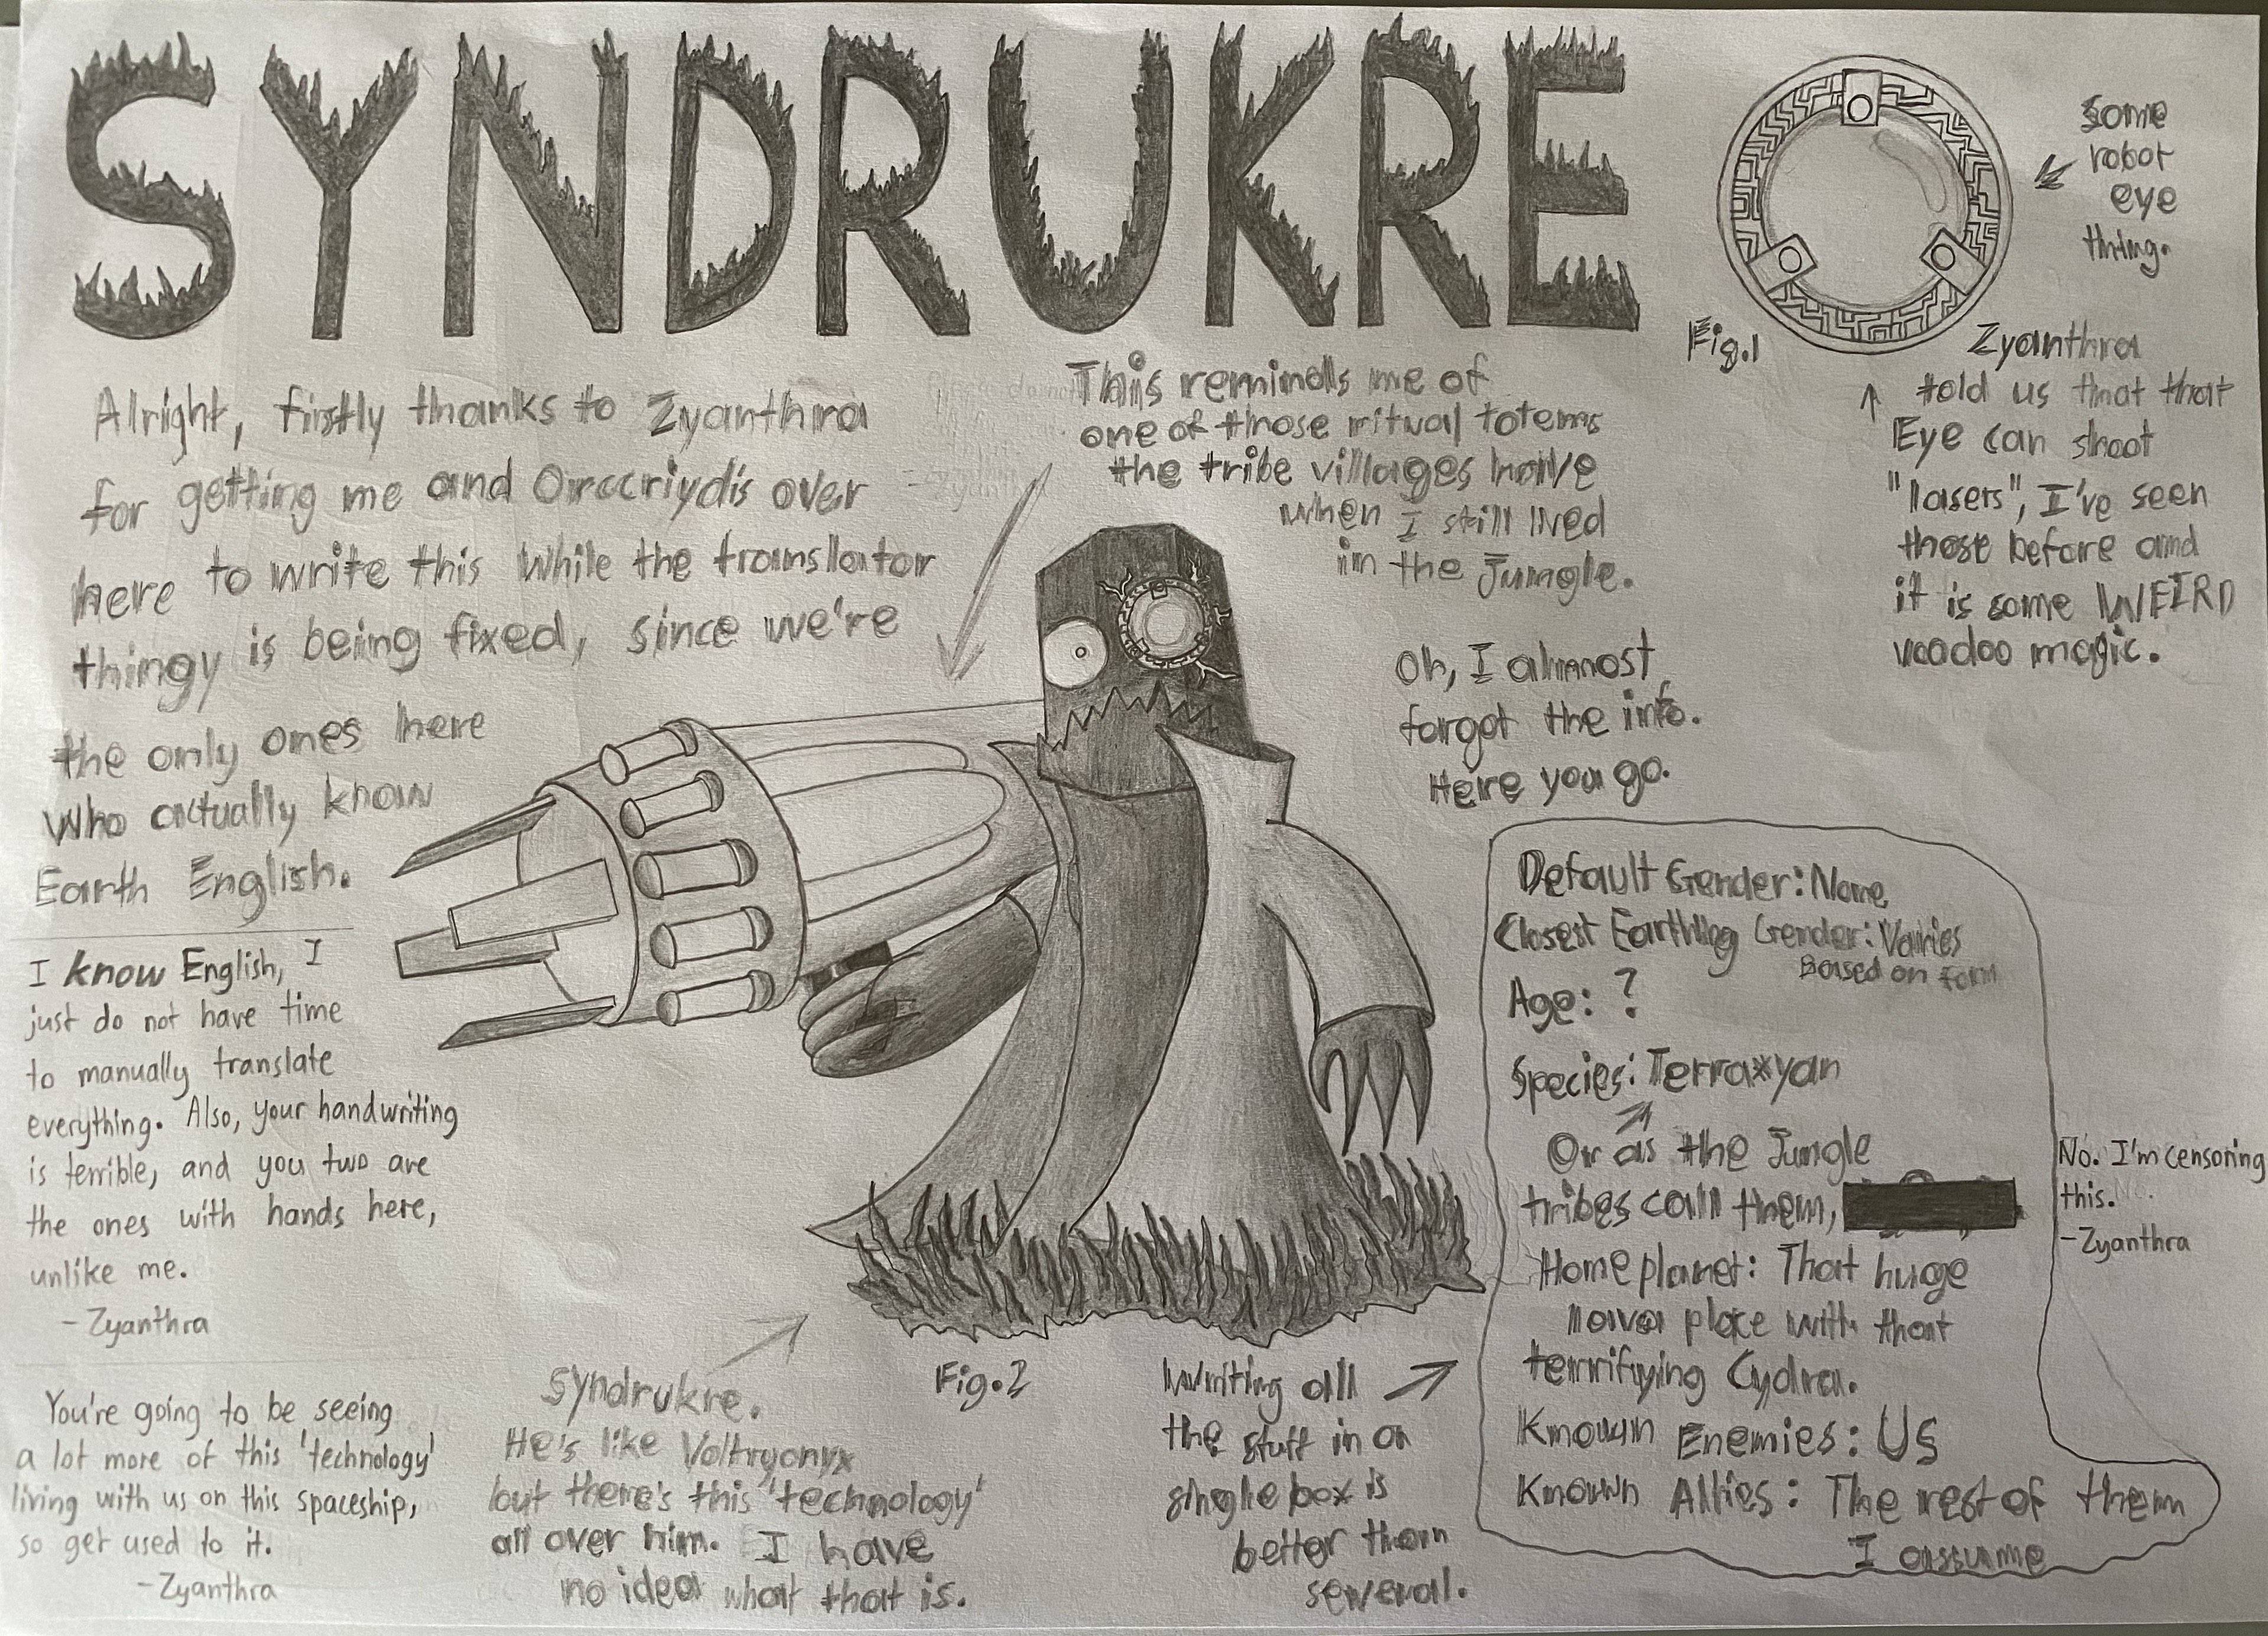 SYNDRUKRE
Alright, firstly thanks to Zyanthra
for getting me and Orccriydis over
here to write this while the translator
thingy is being fixed, since we're
the only ones here
who actually know
Earth English.
I know English, I
just do not have time
to manually translate
everything. Also, your handwriting
is terrible, and you two are
the ones with hands here,
unlike me.
-Zyanthra
You're going to be seeing
a lot more of this 'technology'
living with us on this spaceship,
so get used to it.
-Zyanthra
This reminds me of
one of those ritual totems
the tribe villages have
when I still lived
in the Jungle.
Some
robot
eye
thing.
Fig.1
Zyanthra
told us that that
Eye can shoot
"lasers", I've seen
those before and
it is some WEIRD
voodoo magic.
Oh, I almost
forgot the info.
Here you go.
Default Gender: None
Closest Earthling Gender: Varies
Based on form
Age: ?
Species: Terraxyan
Or as the Jungle
tribes call them,
No. I'm censoring
this.
-Zyanthra
Home planet: That huge
lava place with that
terrifying Cydra.
Known Enemies: Us
Known Allies: The rest of them
I assume
Syndrukre.
He's like Voltryonyx
but there's this 'technology'
all over him. I have
no idea what that is.
Fig.2
Writing all
the stuff in a
single box is
better than
several.